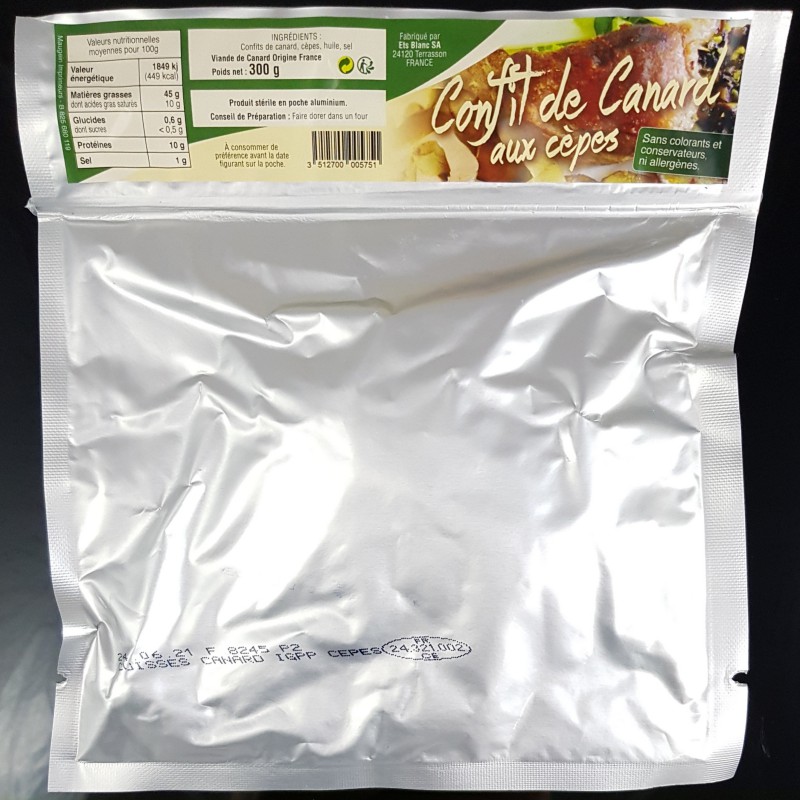 Valeurs nutritionnelles
moyennes pour 100g
Valeur 1849 kj
énergétique (449 kcal)
Matières grasses 45 g
dont acides gras saturés 10 g
Glucides 0,6 g
dont sucres < 0,5 g
Protéines 10 g
Sel 1 g
INGRÉDIENTS :
Confits de canard, cèpes, huile, sel
Viande de Canard Origine France
Poids net : 300 g
Produit stérile en poche aluminium.
Conseil de Préparation : Faire dorer dans un four
À consommer de
préférence avant la date
figurant sur la poche.
3 512700 005751
Fabriqué par
Ets Blanc SA
24120 Terrasson
FRANCE
Confit de Canard
aux cèpes
Sans colorants et
conservateurs,
ni allergènes.
24.06.21 F 8245 P2
CUISSES CANARD IGPP CEPES
FR
24.321.002
CE